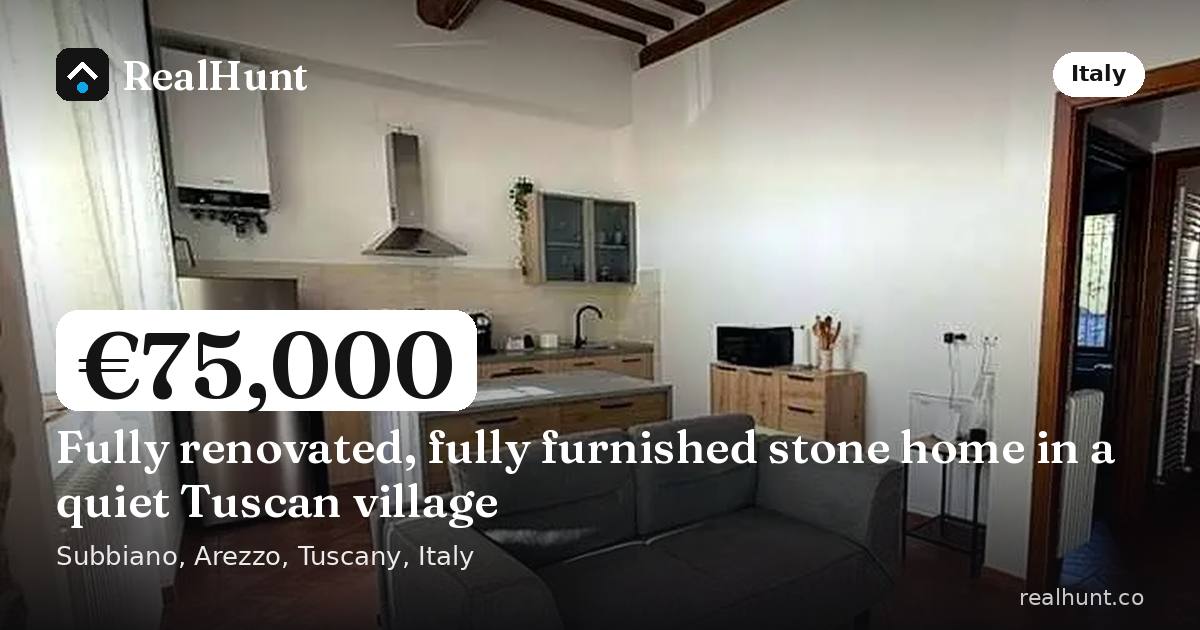 RealHunt
Italy
€75,000
Fully renovated, fully furnished stone home in a
quiet Tuscan village
Subbiano, Arezzo, Tuscany, Italy
realhunt.co